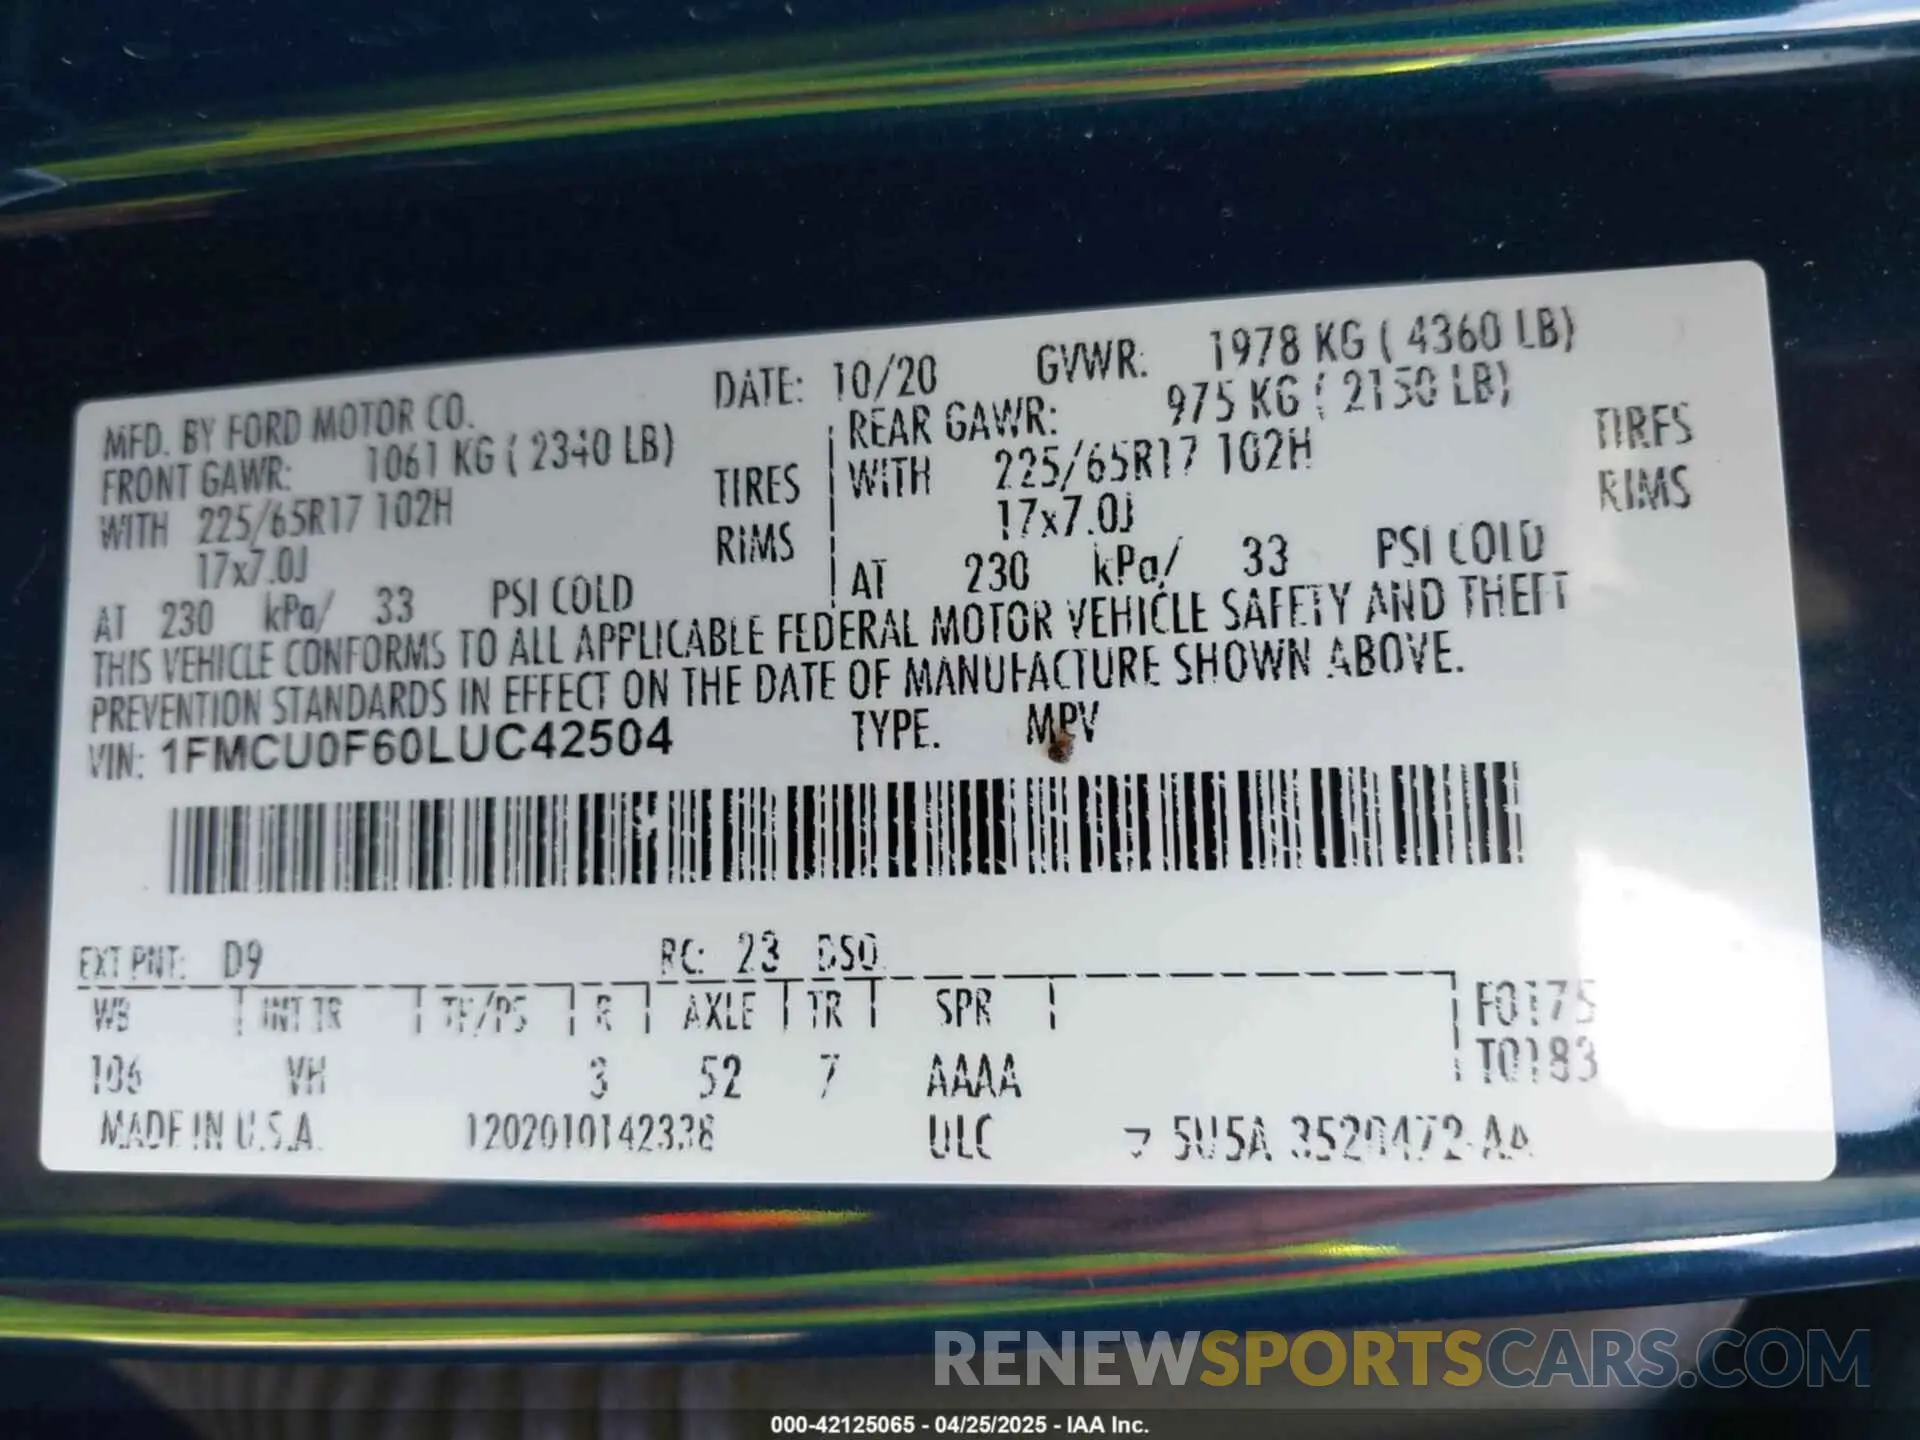 MFD. BY FORD MOTOR CO. DATE: 10/20 GVWR: 1978 KG ( 4360 LB)
FRONT GAWR: 1061 KG ( 2340 LB) REAR GAWR: 975 KG ( 2150 LB)
WITH 225/65R17 102H TIRES WITH 225/65R17 102H TIRES
17x7.0J RIMS 17x7.0J RIMS
AT 230 kPa/ 33 PSI COLD AT 230 kPa/ 33 PSI COLD
THIS VEHICLE CONFORMS TO ALL APPLICABLE FEDERAL MOTOR VEHICLE SAFETY AND THEFT
PREVENTION STANDARDS IN EFFECT ON THE DATE OF MANUFACTURE SHOWN ABOVE.
VIN: 1FMCU0F60LUC42504 TYPE: MPV
EXT PNT: D9 RC: 23 DSO:
WB INT TR TP/PS R AXLE TR SPR F0175
106 VH 3 52 7 AAAA T0183
MADE IN U.S.A. 1202010142338 ULC 5U5A 3520472-AA
RENEWSPORTSCARS.COM
000-42125065 - 04/25/2025 - IAA Inc.